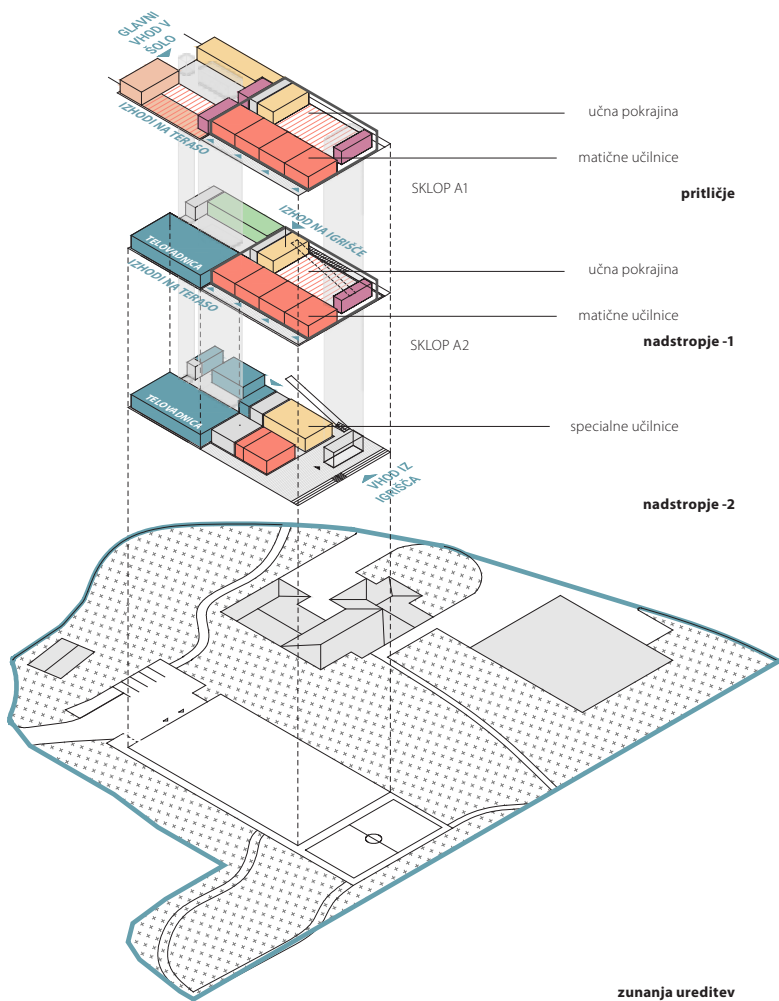 GLAVNI
VHOD V
ŠOLO
IZHODI NA TERASO
učna pokrajina
matične učilnice
SKLOP A1
pritličje
IZHOD NA IGRIŠČE
TELOVADNICA
IZHODI NA TERASO
učna pokrajina
matične učilnice
SKLOP A2
nadstropje -1
TELOVADNICA
specialne učilnice
VHOD IZ
IGRIŠČA
nadstropje -2
zunanja ureditev